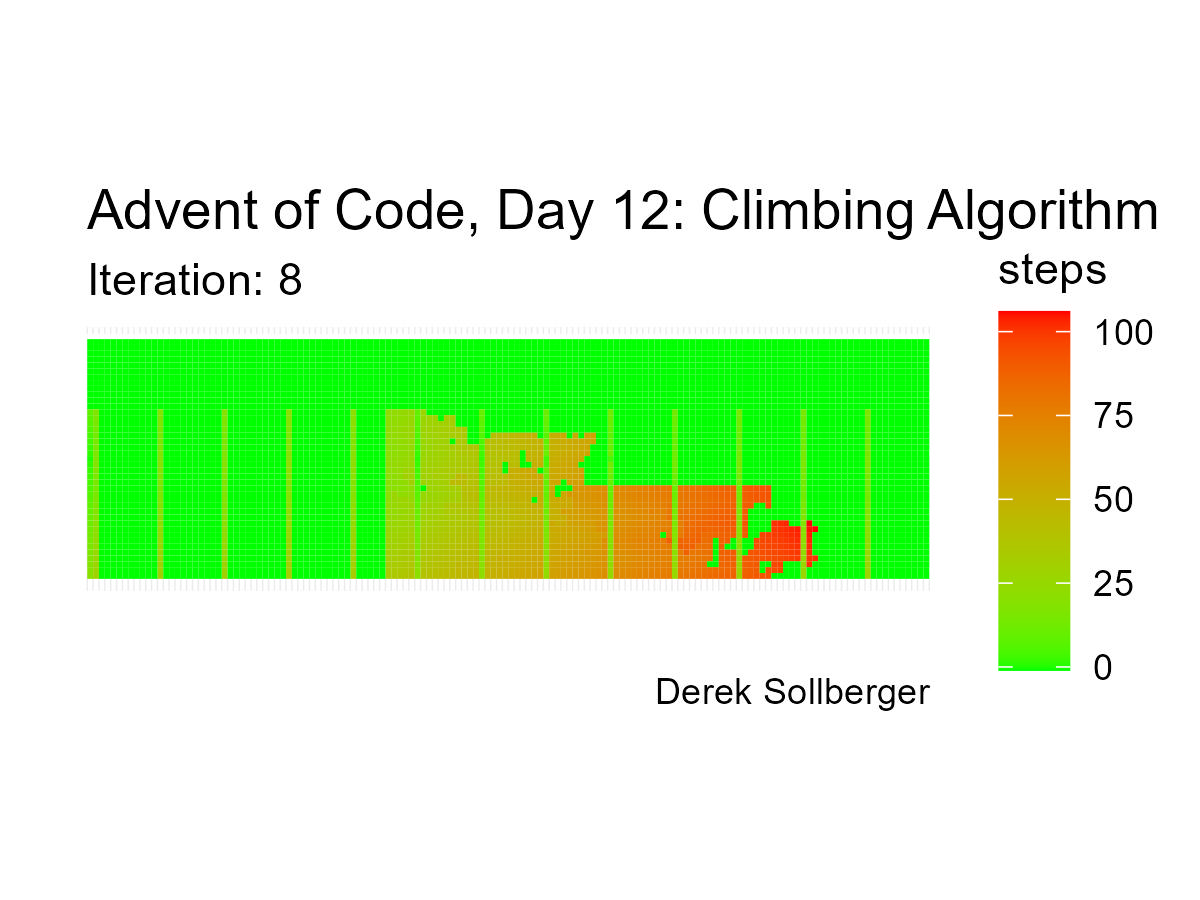 Advent of Code, Day 12: Climbing Algorithm
Iteration: 8
steps
100
75
50
25
0
Derek Sollberger